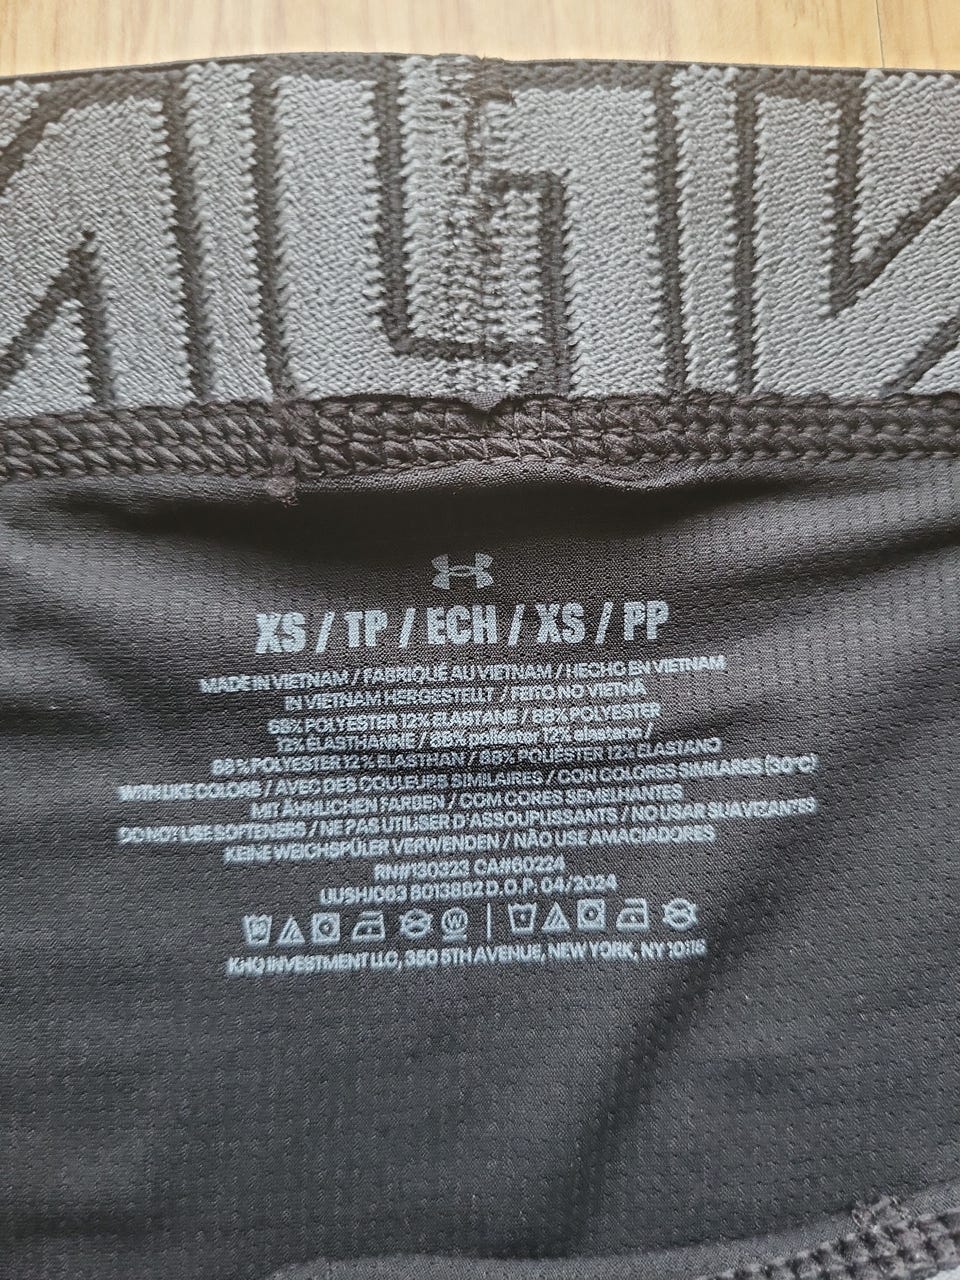 XS / TP / ECH / XS / PP
MADE IN VIETNAM / FABRIQUÉ AU VIETNAM / HECHO EN VIETNAM
IN VIETNAM HERGESTELLT / FEITO NO VIETNÃ
88% POLYESTER 12% ELASTANE / 88% POLYESTER
12% ÉLASTHANNE / 88% poliéster 12% elastano /
88 % POLYESTER 12 % ELASTHAN / 88% POLIÉSTER 12% ELASTANO
WITH LIKE COLORS / AVEC DES COULEURS SIMILAIRES / CON COLORES SIMILARES (30°C)
MIT ÄHNLICHEN FARBEN / COM CORES SEMELHANTES
DO NOT USE SOFTENERS / NE PAS UTILISER D'ASSOUPLISSANTS / NO USAR SUAVIZANTES
KEINE WEICHSPÜLER VERWENDEN / NÃO USE AMACIADORES
RN#130323 CA#60224
D.O.P. 04/2024
W
KHQ INVESTMENT LLC, 350 5TH AVENUE, NEW YORK, NY 10118